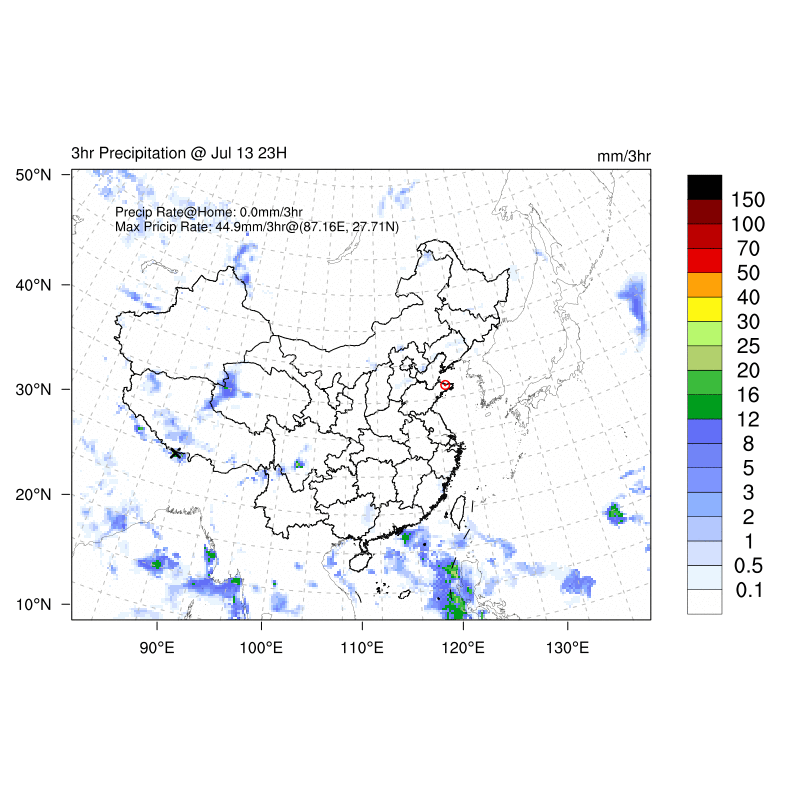 3hr Precipitation @ Jul 13 23H
mm/3hr
Precip Rate@Home: 0.0mm/3hr
Max Pricip Rate: 44.9mm/3hr@(87.16E, 27.71N)
50°N
40°N
30°N
20°N
10°N
90°E
100°E
110°E
120°E
130°E
150
100
70
50
40
30
25
20
16
12
8
5
3
2
1
0.5
0.1